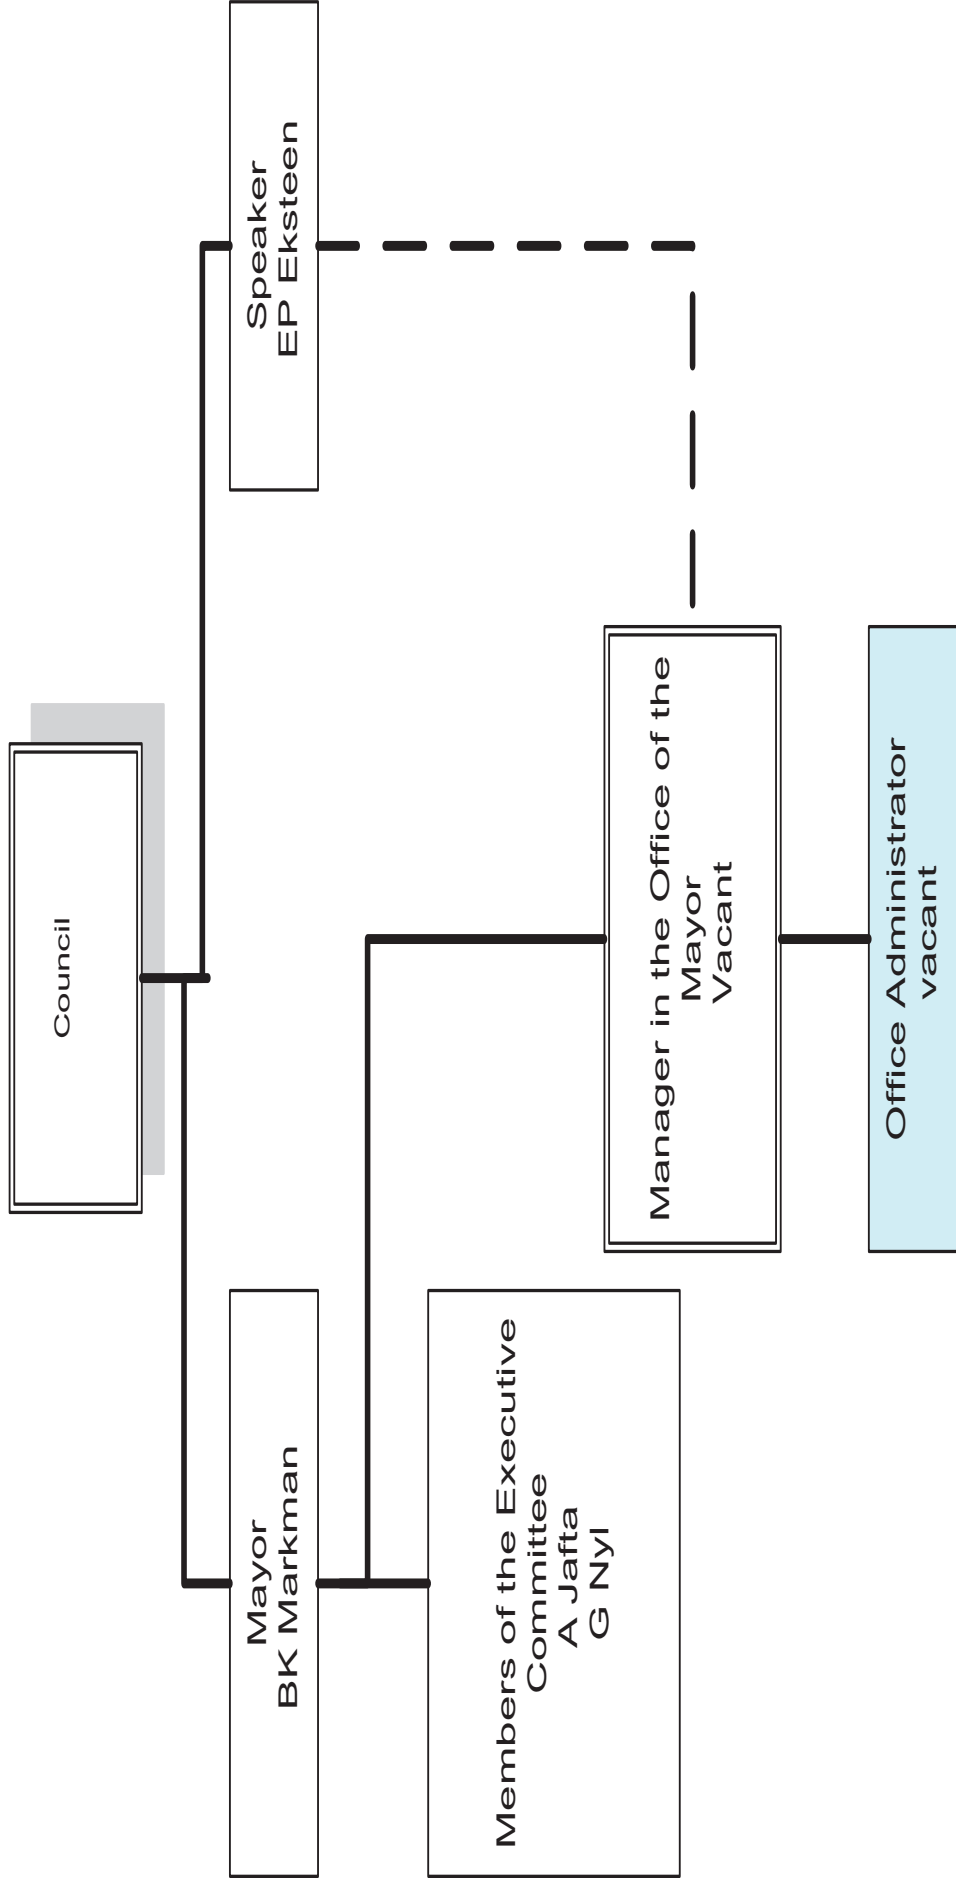 Council
Mayor
BK Markman
Speaker
EP Eksteen
Members of the Executive
Committee
A Jafta
G Nyl
Manager in the Office of the
Mayor
Vacant
Office Administrator
vacant